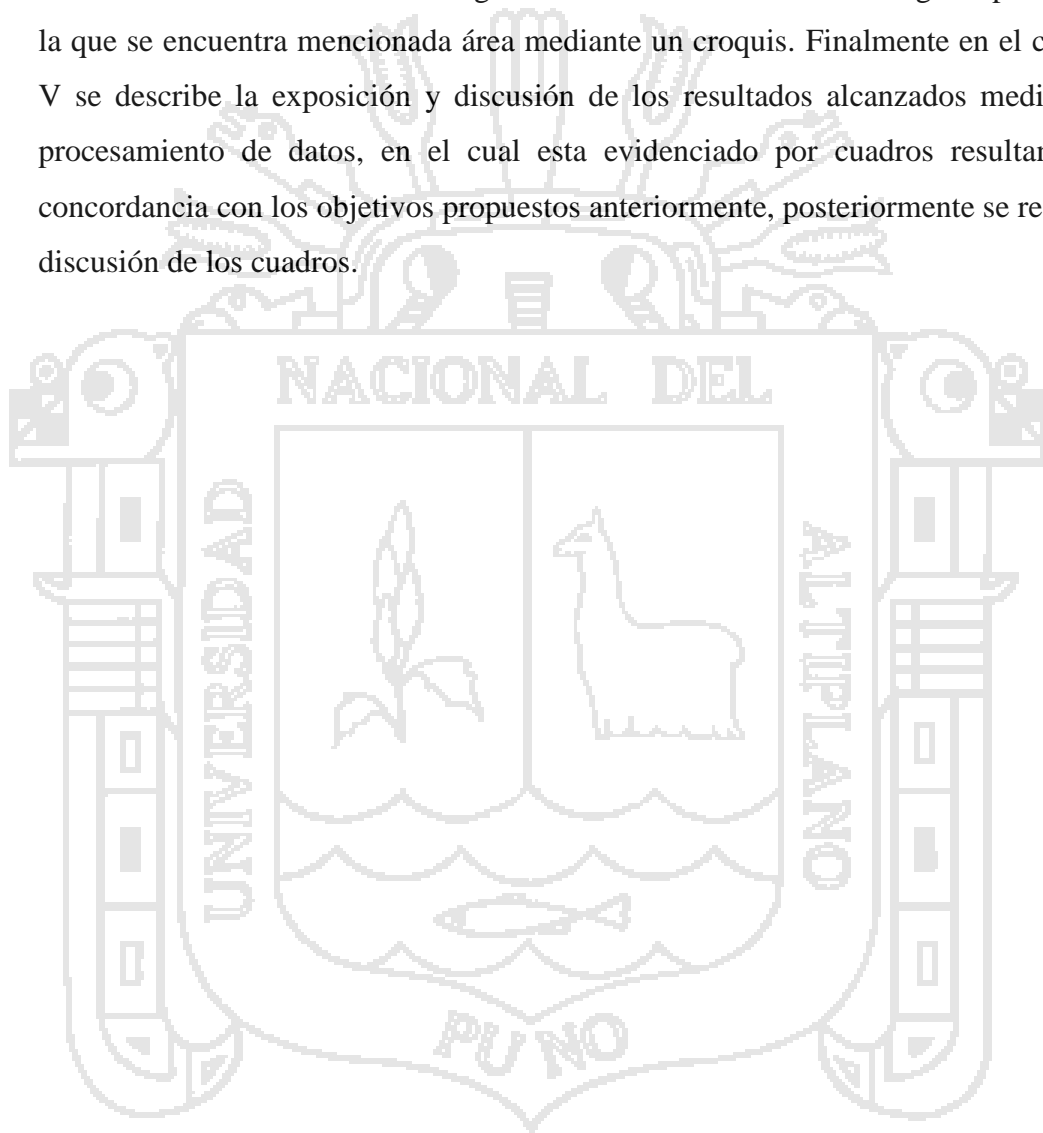 la que se encuentra mencionada área mediante un croquis. Finalmente en el c
V se describe la exposición y discusión de los resultados alcanzados medi
procesamiento de datos, en el cual esta evidenciado por cuadros resultar
concordancia con los objetivos propuestos anteriormente, posteriormente se re
discusión de los cuadros.
NACIONAL DEL
UNIVERSIDAD
ALTIPLANO
PUNO